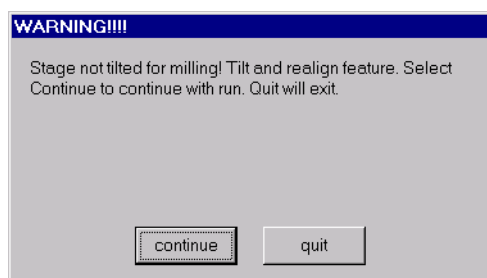 WARNING!!!!
Stage not tilted for milling! Tilt and realign feature. Select
Continue to continue with run. Quit will exit.
continue
quit